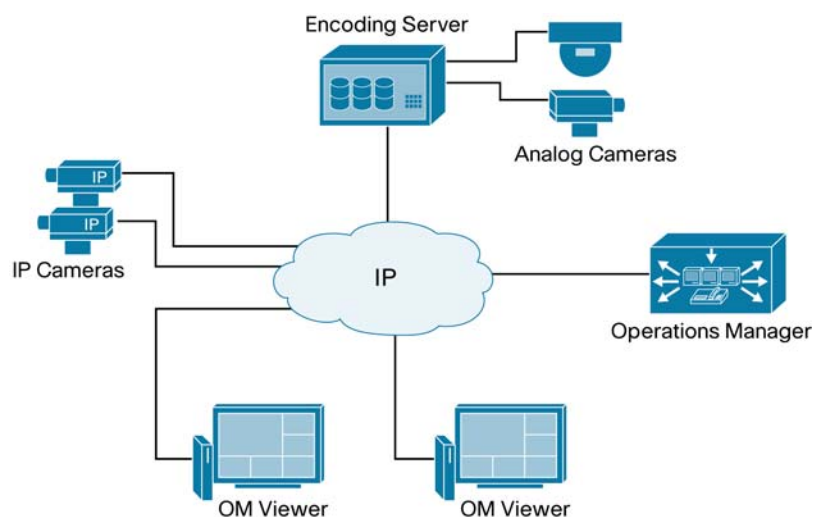 Encoding Server
Analog Cameras
IP
IP
IP Cameras
IP
Operations Manager
OM Viewer
OM Viewer